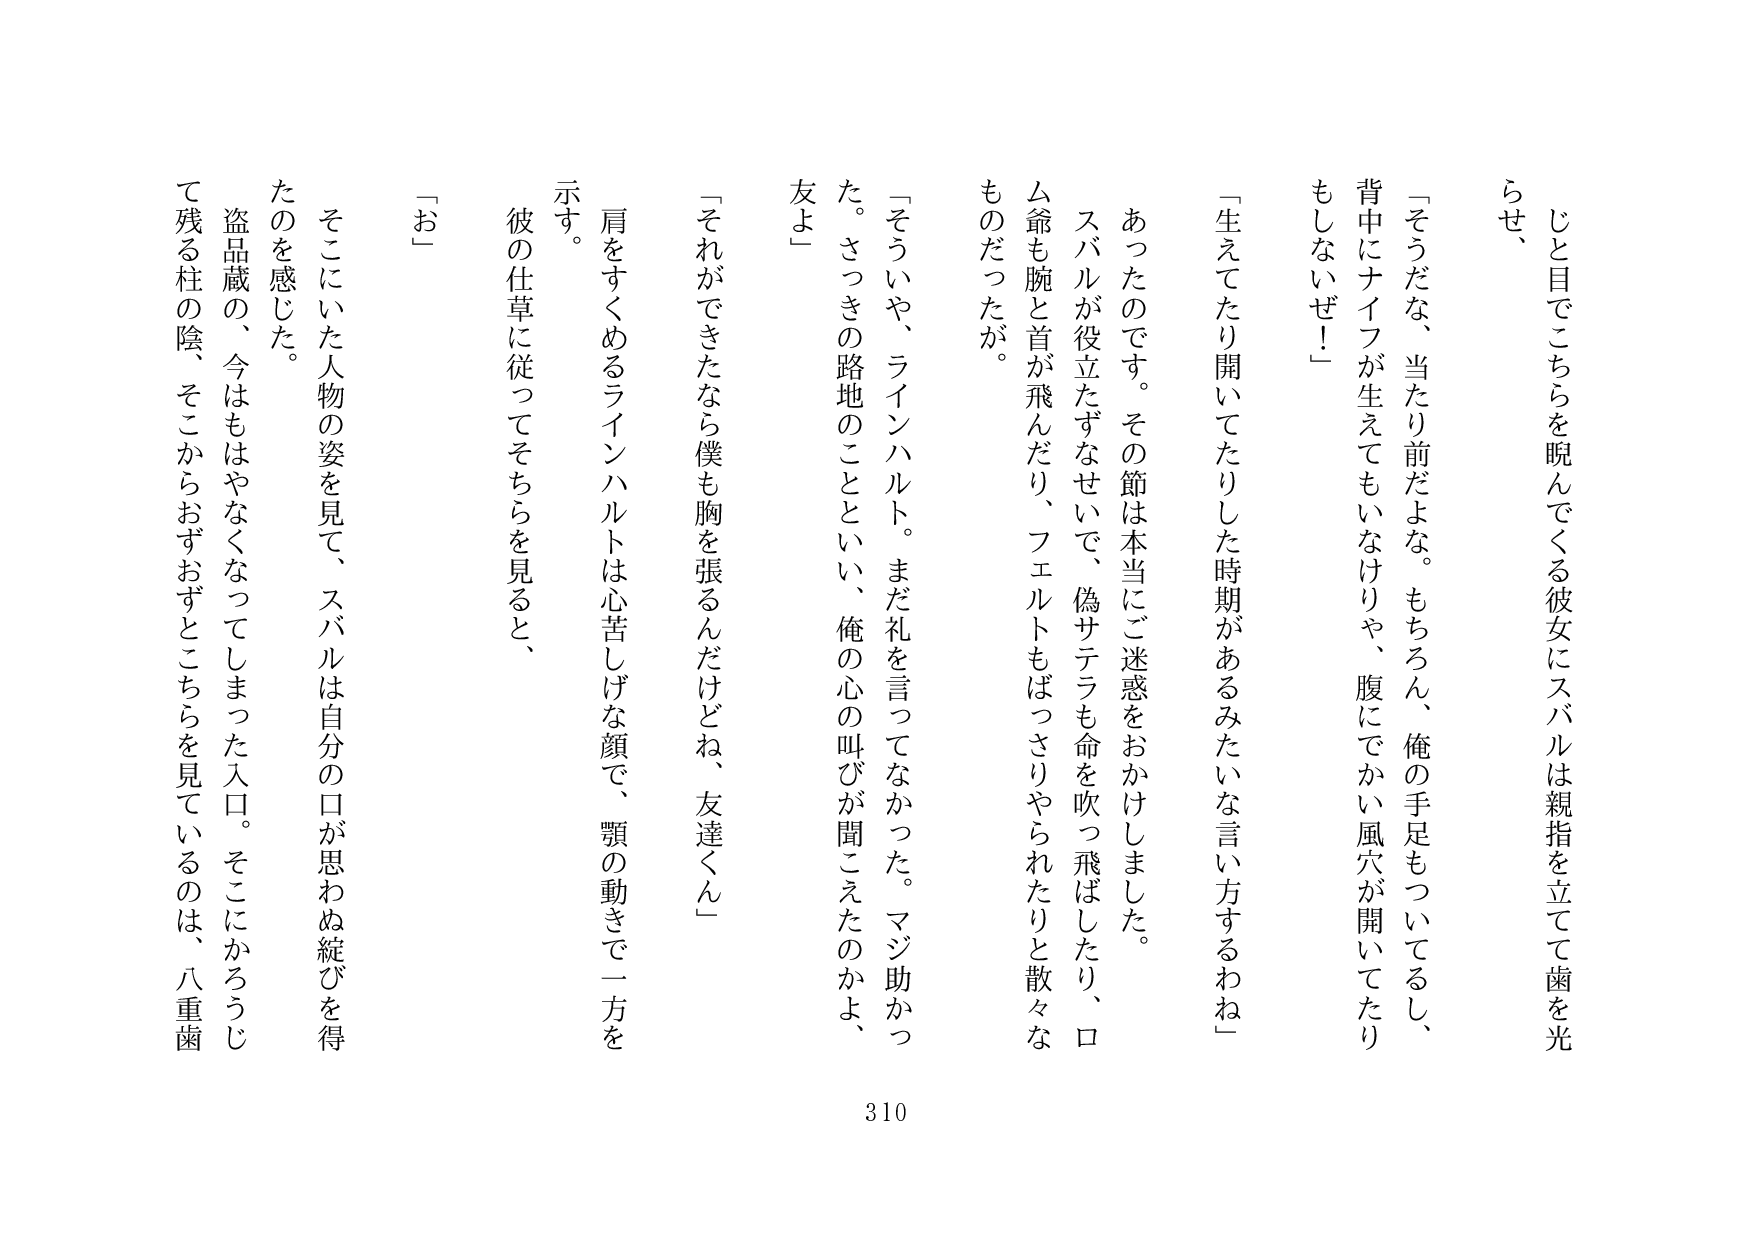 じと目でこちらを睨んでくる彼女にスバルは親指を立てて歯を光
らせ、
「そうだな、当たり前だよな。もちろん、俺の手足もついてるし、
背中にナイフが生えてもいなけりゃ、腹にでかい風穴が開いてたり
もしないぜ！」
「生えてたり開いてたりした時期があるみたいな言い方するわね」
　あったのです。その節は本当にご迷惑をおかけしました。
　スバルが役立たずなせいで、偽サテラも命を吹っ飛ばしたり、ロ
ム爺も腕と首が飛んだり、フェルトもばっさりやられたりと散々な
ものだったが。
「そういや、ラインハルト。まだ礼を言ってなかった。マジ助かっ
た。さっきの路地のことといい、俺の心の叫びが聞こえたのかよ、
友よ」
「それができたなら僕も胸を張るんだけどね、友達くん」
　肩をすくめるラインハルトは心苦しげな顔で、顎の動きで一方を
示す。
　彼の仕草に従ってそちらを見ると、
「お」
　そこにいた人物の姿を見て、スバルは自分の口が思わぬ綻びを得
たのを感じた。
　盗品蔵の、今はもはやなくなってしまった入口。そこにかろうじ
て残る柱の陰、そこからおずおずとこちらを見ているのは、八重歯
310